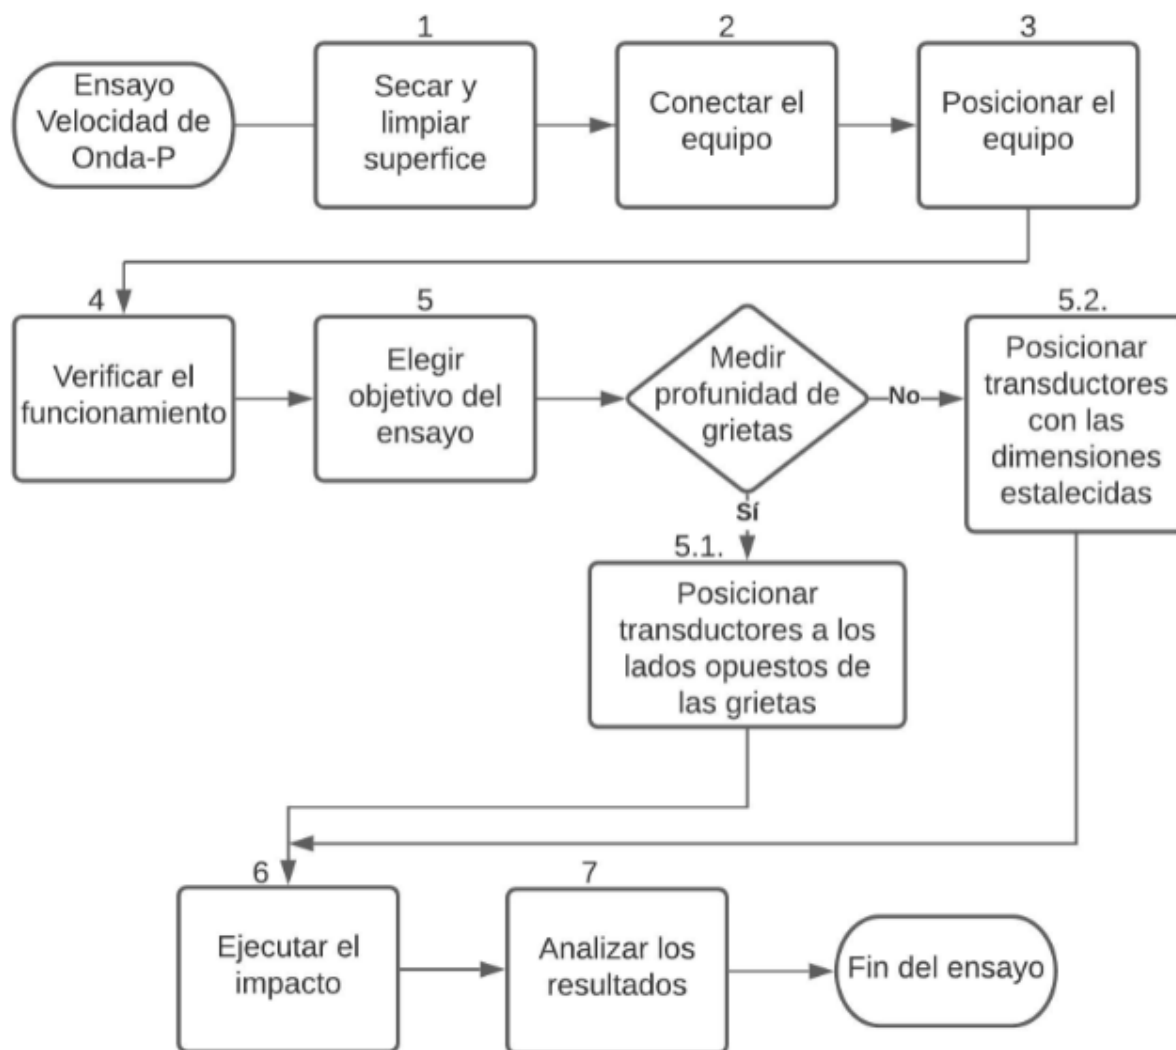 1
2
3
Ensayo
Velocidad de
Onda-P
Secar y
limpiar
superfice
Conectar el
equipo
Posicionar el
equipo
4
5
5.2.
Verificar el
funcionamiento
Elegir
objetivo del
ensayo
Medir
profunidad de
grietas
No
Posicionar
transductores
con las
dimensiones
estalecidas
Sí
5.1.
Posicionar
transductores a los
lados opuestos de
las grietas
6
7
Ejecutar el
impacto
Analizar los
resultados
Fin del ensayo